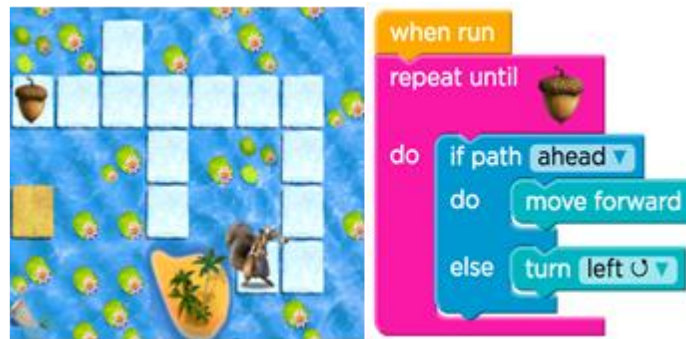 when run
repeat until
do if path ahead ▼
do move forward
else turn left ↺ ▼